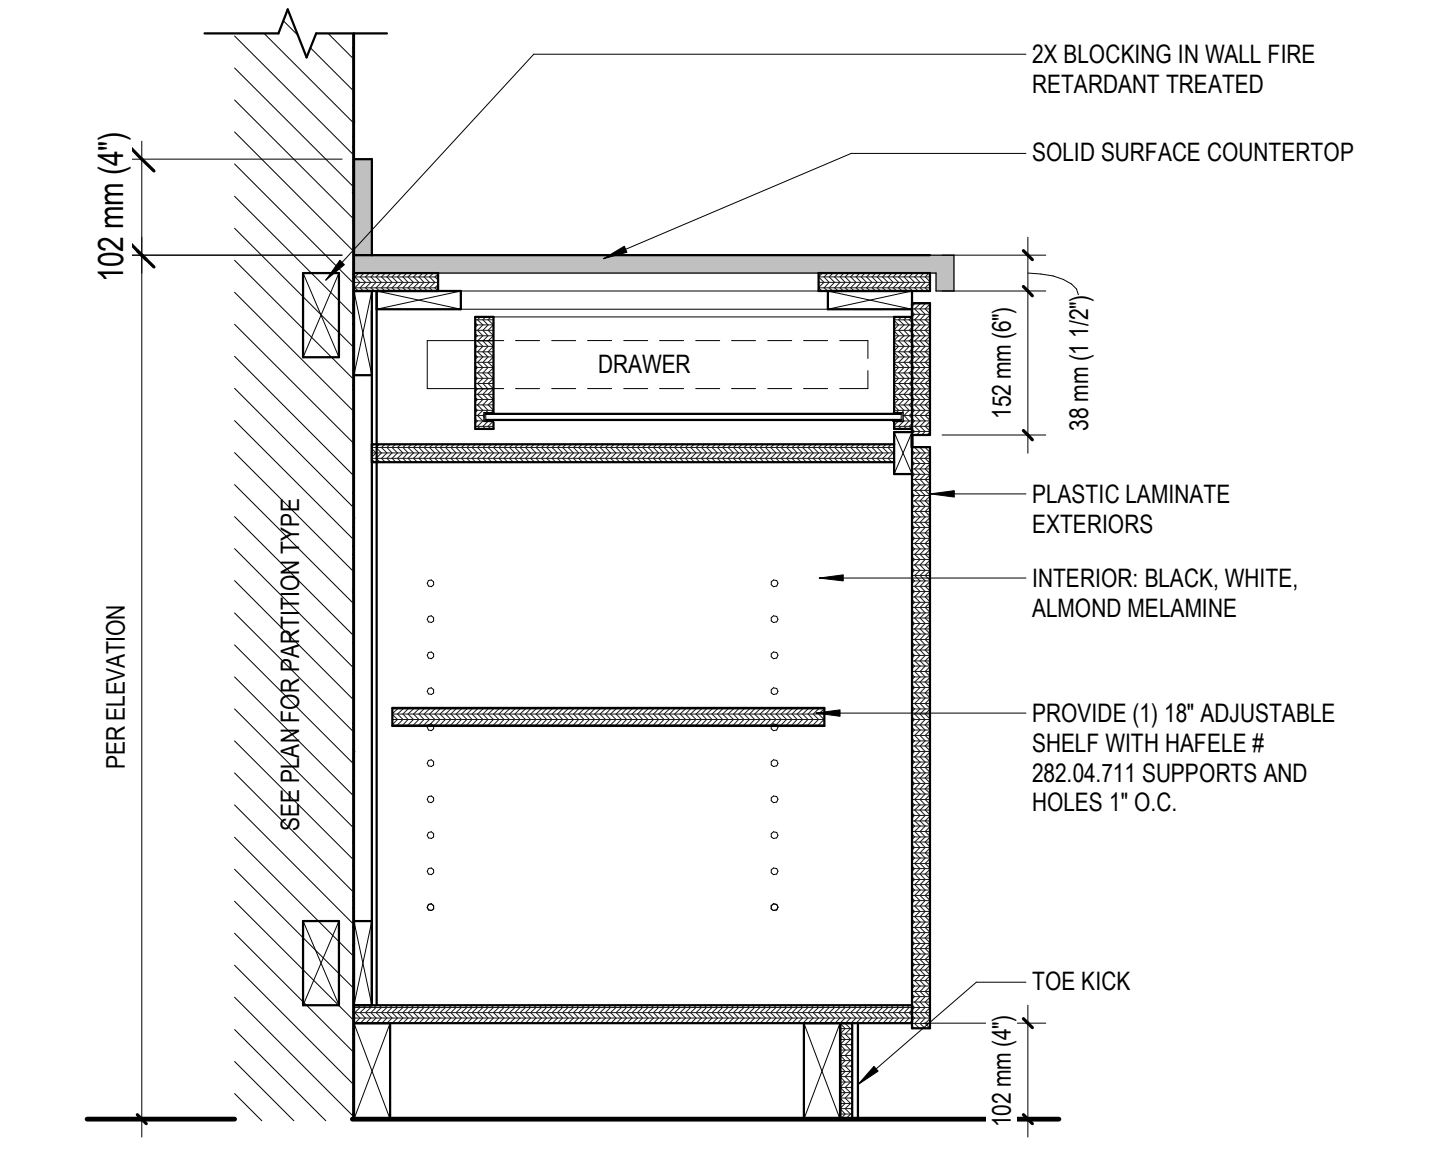 2X BLOCKING IN WALL FIRE
RETARDANT TREATED
SOLID SURFACE COUNTERTOP
102 mm (4")
152 mm (6")
38 mm (1 1/2")
DRAWER
PLASTIC LAMINATE
EXTERIORS
INTERIOR: BLACK, WHITE,
ALMOND MELAMINE
PER ELEVATION
SEE PLAN FOR PARTITION TYPE
PROVIDE (1) 18" ADJUSTABLE
SHELF WITH HAFELE #
282.04.711 SUPPORTS AND
HOLES 1" O.C.
TOE KICK
102 mm (4")